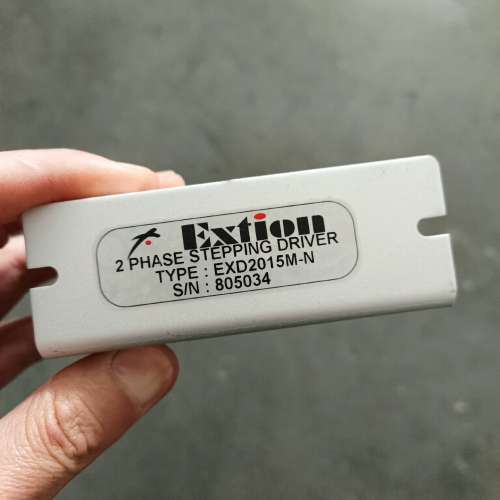 Extion
2 PHASE STEPPING DRIVER
TYPE : EXD2015M-N
S/N : 805034